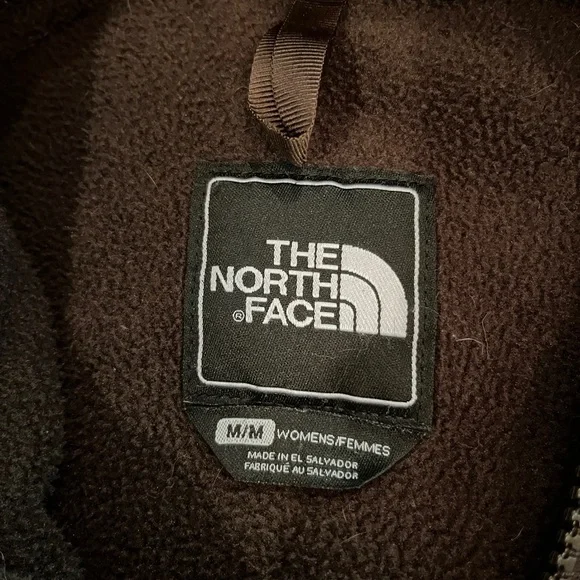 THE
NORTH
®FACE
M/M WOMENS/FEMMES
MADE IN EL SALVADOR
FABRIQUÉ AU SALVADOR